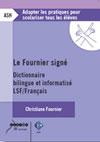 ASH
Adapter les pratiques pour
scolariser tous les élèves
Le Fournier signé
Dictionnaire
bilingue et informatisé
LSF/Français
Christiane Fournier